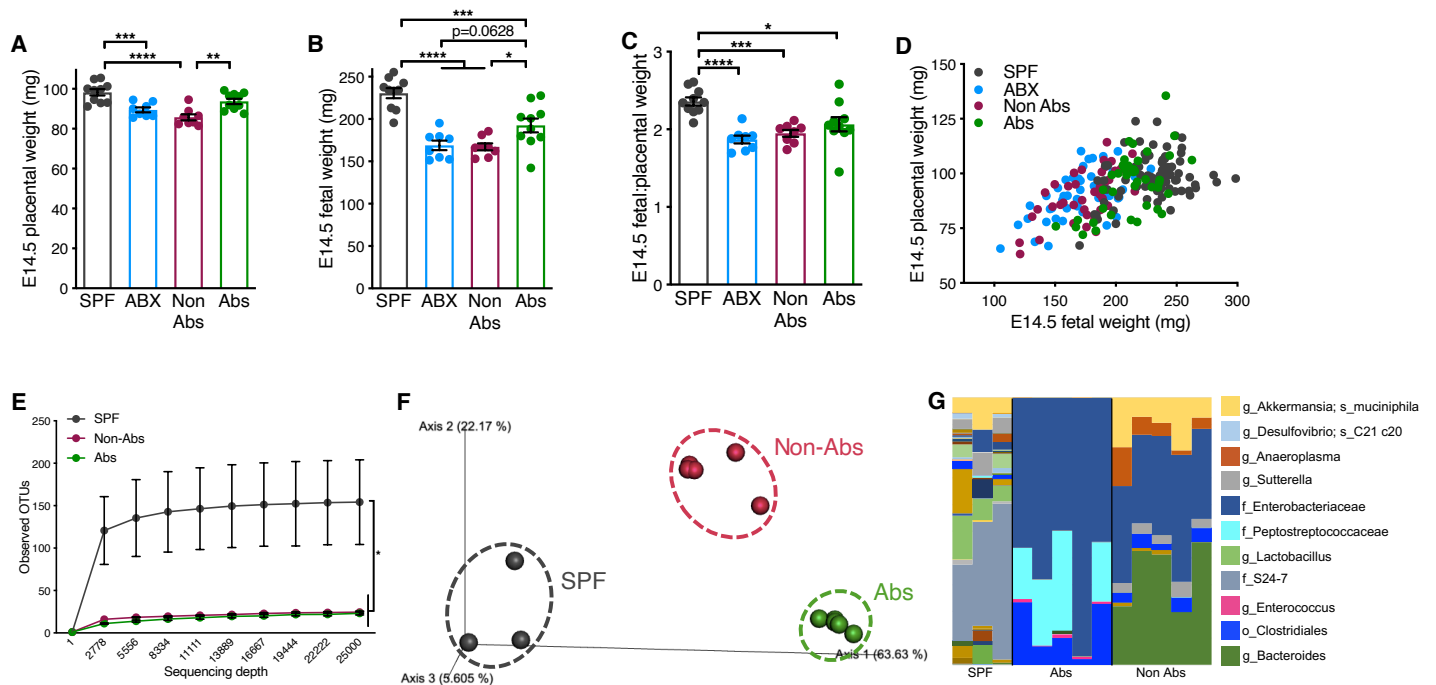 A
E14.5 placental weight (mg)
100
80
60
40
20
0
***
****
**
SPF ABX Non Abs Abs
B
E14.5 fetal weight (mg)
250
200
150
100
50
0
***
p=0.0628
****
*
SPF ABX Non Abs Abs
C
E14.5 fetal:placental weight
3
2
1
0
*
***
****
SPF ABX Non Abs Abs
D
E14.5 placental weight (mg)
150
125
100
75
50
SPF
ABX
Non Abs
Abs
100 150 200 250 300
E14.5 fetal weight (mg)
E
SPF
Non-Abs
Abs
Observed OTUs
250
200
150
100
50
0
*
1 2778 5556 8334 11111 13889 16667 19444 22222 25000
Sequencing depth
F
Axis 2 (22.17 %)
Non-Abs
SPF
Abs
Axis 1 (63.63 %)
Axis 3 (5.605 %)
G
g_Akkermansia; s_muciniphila
g_Desulfovibrio; s_C21 c20
g_Anaeroplasma
g_Sutterella
f_Enterobacteriaceae
f_Peptostreptococcaceae
g_Lactobacillus
f_S24-7
g_Enterococcus
o_Clostridiales
g_Bacteroides
SPF Abs Non Abs